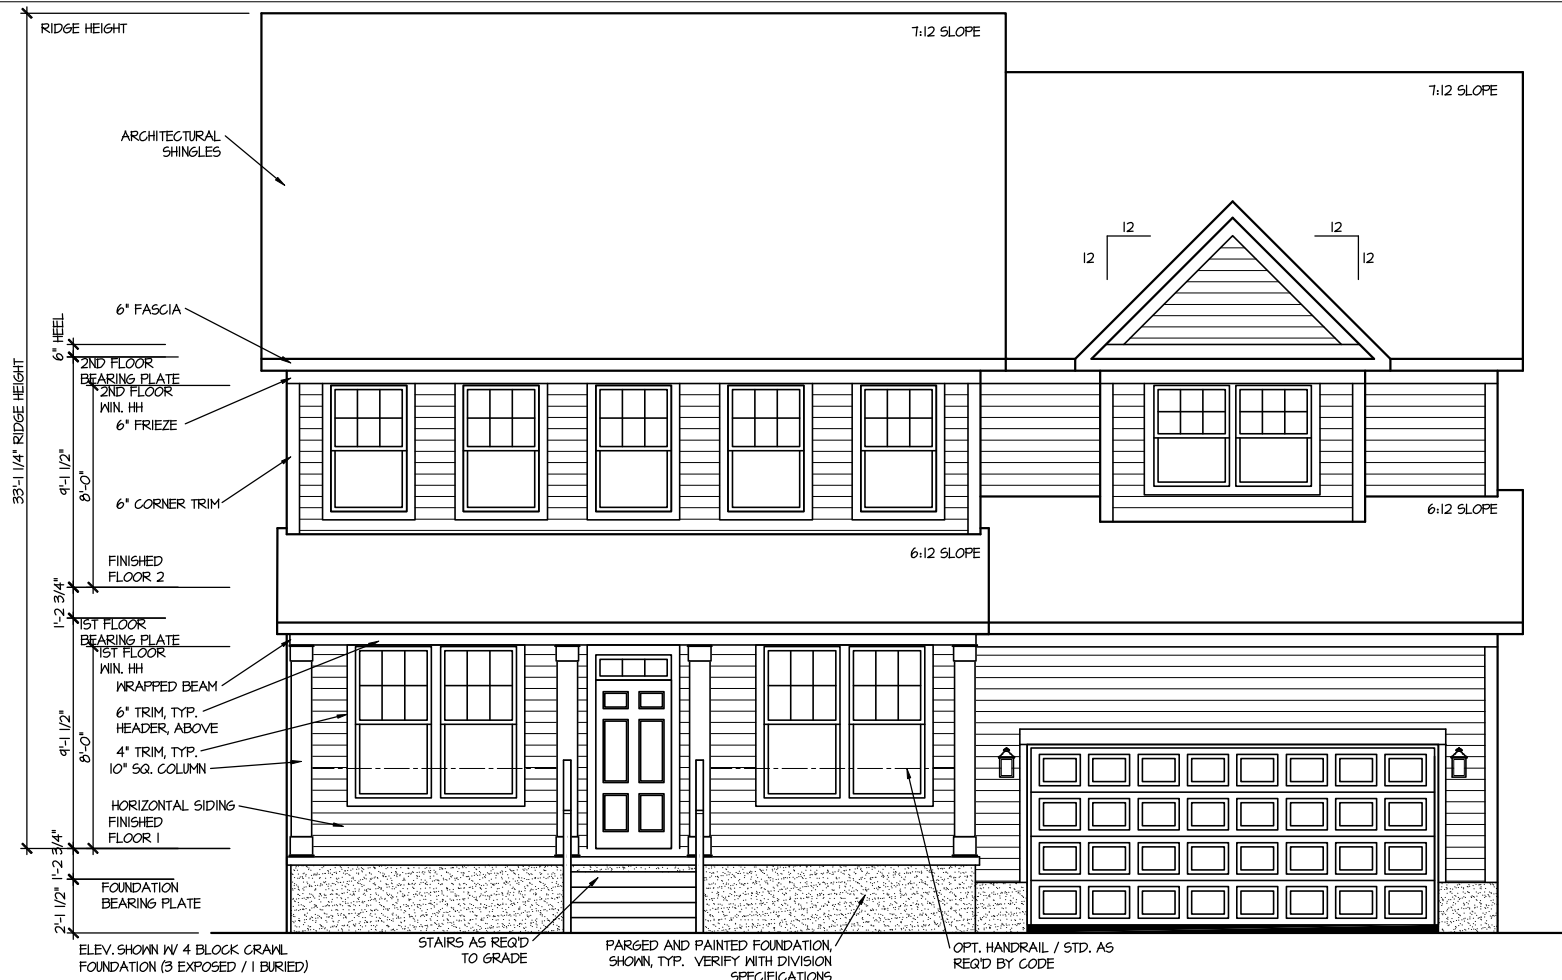 RIDGE HEIGHT
7:12 SLOPE
7:12 SLOPE
ARCHITECTURAL
SHINGLES
12
12
12
12
6" FASCIA
6" HEEL
2ND FLOOR
BEARING PLATE
2ND FLOOR
WIN. HH
6" FRIEZE
33'-1 1/4" RIDGE HEIGHT
9'-1 1/2"
8'-0"
6" CORNER TRIM
6:12 SLOPE
6:12 SLOPE
FINISHED
FLOOR 2
1'-2 3/4"
1ST FLOOR
BEARING PLATE
1ST FLOOR
WIN. HH
WRAPPED BEAM
6" TRIM, TYP.
HEADER, ABOVE
9'-1 1/2"
8'-0"
4" TRIM, TYP.
10" SQ. COLUMN
HORIZONTAL SIDING
FINISHED
FLOOR 1
1'-2 3/4"
FOUNDATION
BEARING PLATE
2'-1 1/2"
ELEV. SHOWN W/ 4 BLOCK CRAWL
FOUNDATION (3 EXPOSED / 1 BURIED)
STAIRS AS REQ'D
TO GRADE
PARGED AND PAINTED FOUNDATION,
SHOWN, TYP. VERIFY WITH DIVISION
SPECIFICATIONS
OPT. HANDRAIL / STD. AS
REQ'D BY CODE